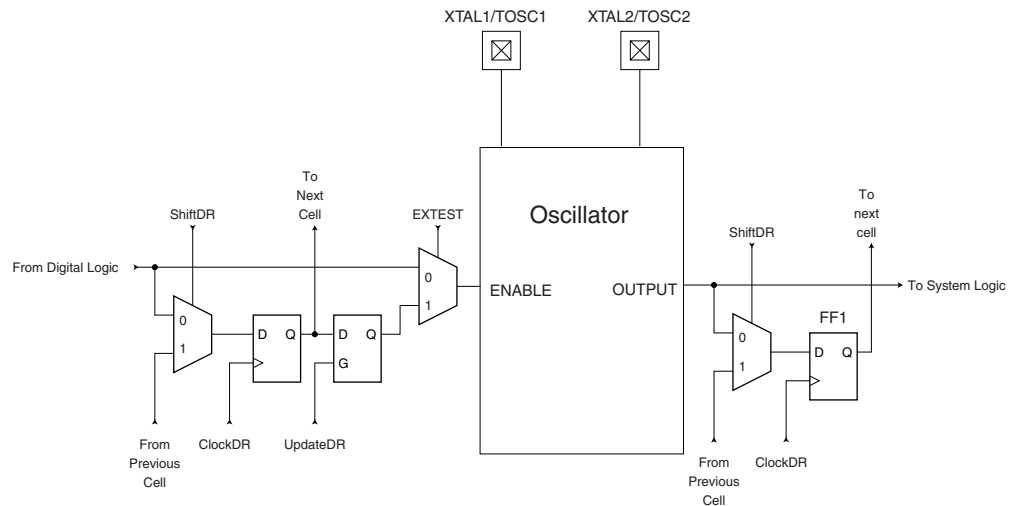 XTAL1/TOSC1
XTAL2/TOSC2
To
Next
Cell
ShiftDR
EXTEST
From Digital Logic
0
1
D Q
D Q
G
0
1
From
Previous
Cell
ClockDR
UpdateDR
Oscillator
ENABLE
OUTPUT
To
next
cell
ShiftDR
To System Logic
FF1
0
1
D Q
From
Previous
Cell
ClockDR